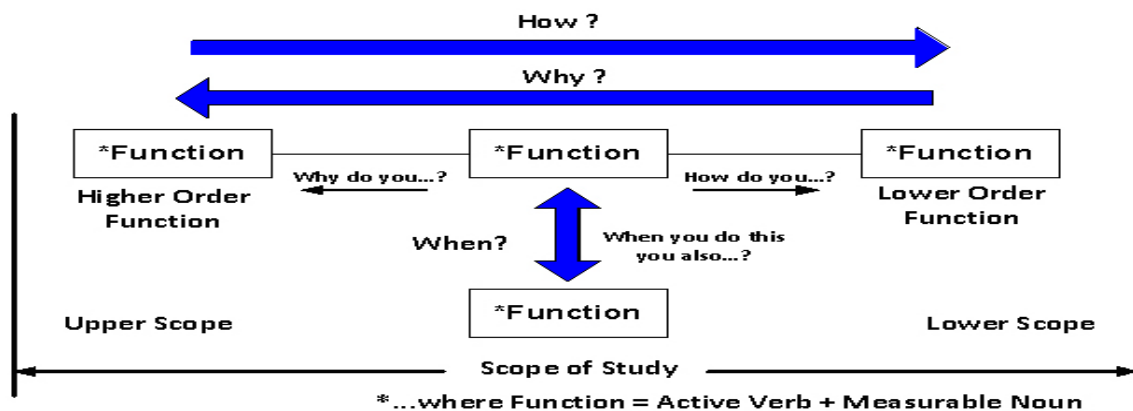 How ?
Why ?
*Function
*Function
*Function
Why do you...?
How do you...?
Higher Order
Function
Lower Order
Function
When?
When you do this
you also...?
*Function
Upper Scope
Lower Scope
Scope of Study
*...where Function = Active Verb + Measurable Noun